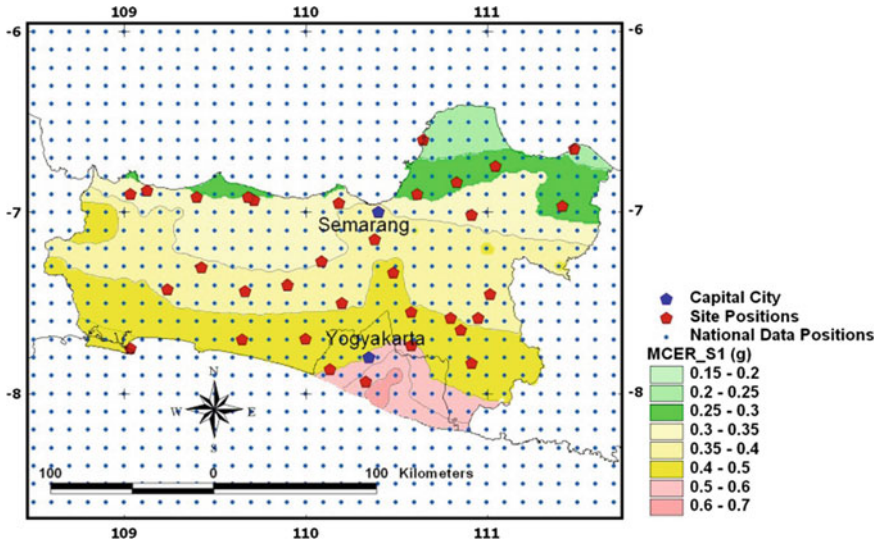 109 110 111
-6 -6
-7 -7
Semarang
Yogyakarta
-8 -8
N
W E
S
100 0 100 Kilometers
109 110 111
Capital City
Site Positions
National Data Positions
MCER_S1 (g)
0.15 - 0.2
0.2 - 0.25
0.25 - 0.3
0.3 - 0.35
0.35 - 0.4
0.4 - 0.5
0.5 - 0.6
0.6 - 0.7